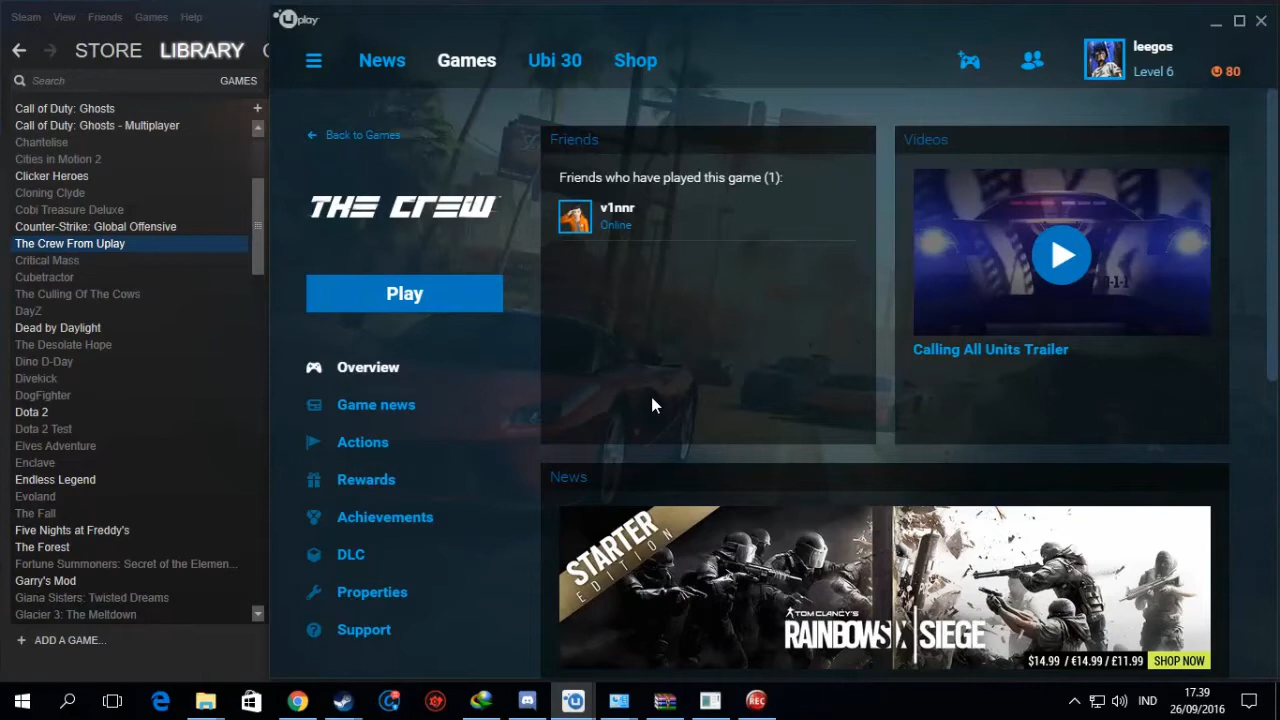 Steam View Friends Games Help
STORE LIBRARY C
Search GAMES
Call of Duty: Ghosts +
Call of Duty: Ghosts - Multiplayer
Chantelise
Cities in Motion 2
Clicker Heroes
Cloning Clyde
Cobi Treasure Deluxe
Counter-Strike: Global Offensive
The Crew From Uplay
Critical Mass
Cubetractor
The Culling Of The Cows
DayZ
Dead by Daylight
The Desolate Hope
Dino D-Day
Divekick
DogFighter
Dota 2
Dota 2 Test
Elves Adventure
Enclave
Endless Legend
Evoland
The Fall
Five Nights at Freddy's
The Forest
Fortune Summoners: Secret of the Elemen...
Garry's Mod
Giana Sisters: Twisted Dreams
Glacier 3: The Meltdown
+ ADD A GAME...
uplay
News Games Ubi 30 Shop
leegos
Level 6 80
Back to Games
THE CREW
Play
Overview
Game news
Actions
Rewards
Achievements
DLC
Properties
Support
Friends
Friends who have played this game (1):
v1nnr
Online
Videos
Calling All Units Trailer
News
STARTER
EDITION
TOM CLANCY'S
RAINBOW SIX SIEGE
$14.99 / €14.99 / £11.99 SHOP NOW
REC
IND
17.39
26/09/2016